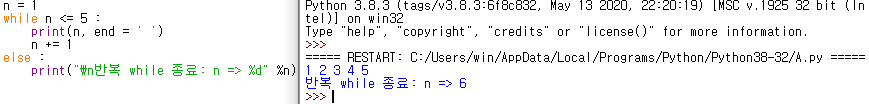 n = 1
while n <= 5 :
    print(n, end = ' ')
    n += 1
else :
    print("₩n반복 while 종료: n => %d" %n)
Python 3.8.3 (tags/v3.8.3:6f8c832, May 13 2020, 22:20:19) [MSC v.1925 32 bit (In
tel)] on win32
Type "help", "copyright", "credits" or "license()" for more information.
>>>
===== RESTART: C:/Users/win/AppData/Local/Programs/Python/Python38-32/A.py =====
1 2 3 4 5
반복 while 종료: n => 6
>>>